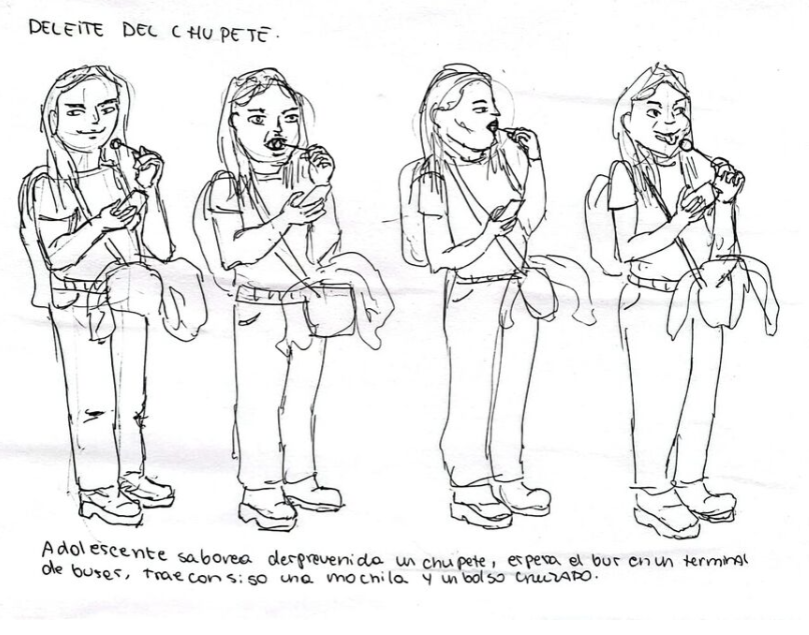 DELEITE DEL CHUPETE.
Adolescente saborea desprevenida un chupete, espera el bus en un terminal
de buses, trae consigo una mochila y un bolso cruzado.